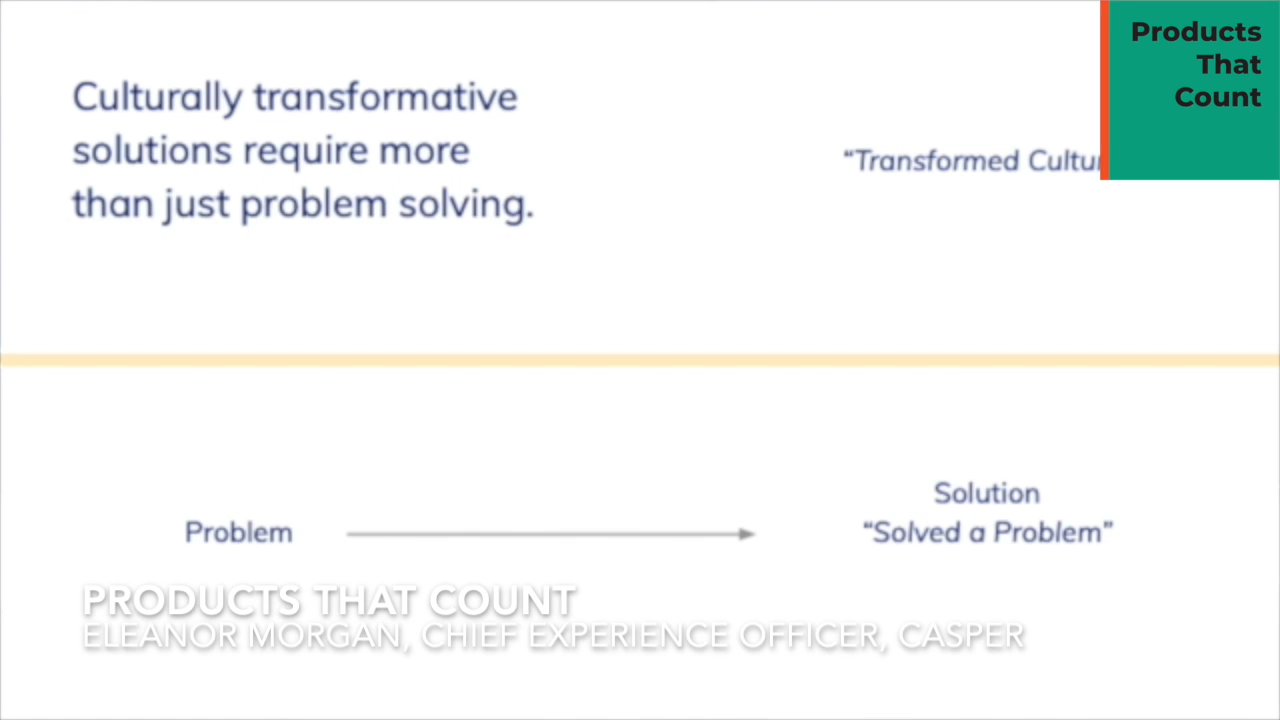 Products
That
Count
Culturally transformative
solutions require more
than just problem solving.
“Transformed Cultur
Solution
Problem
“Solved a Problem”
PRODUCTS THAT COUNT
ELEANOR MORGAN, CHIEF EXPERIENCE OFFICER, CASPER